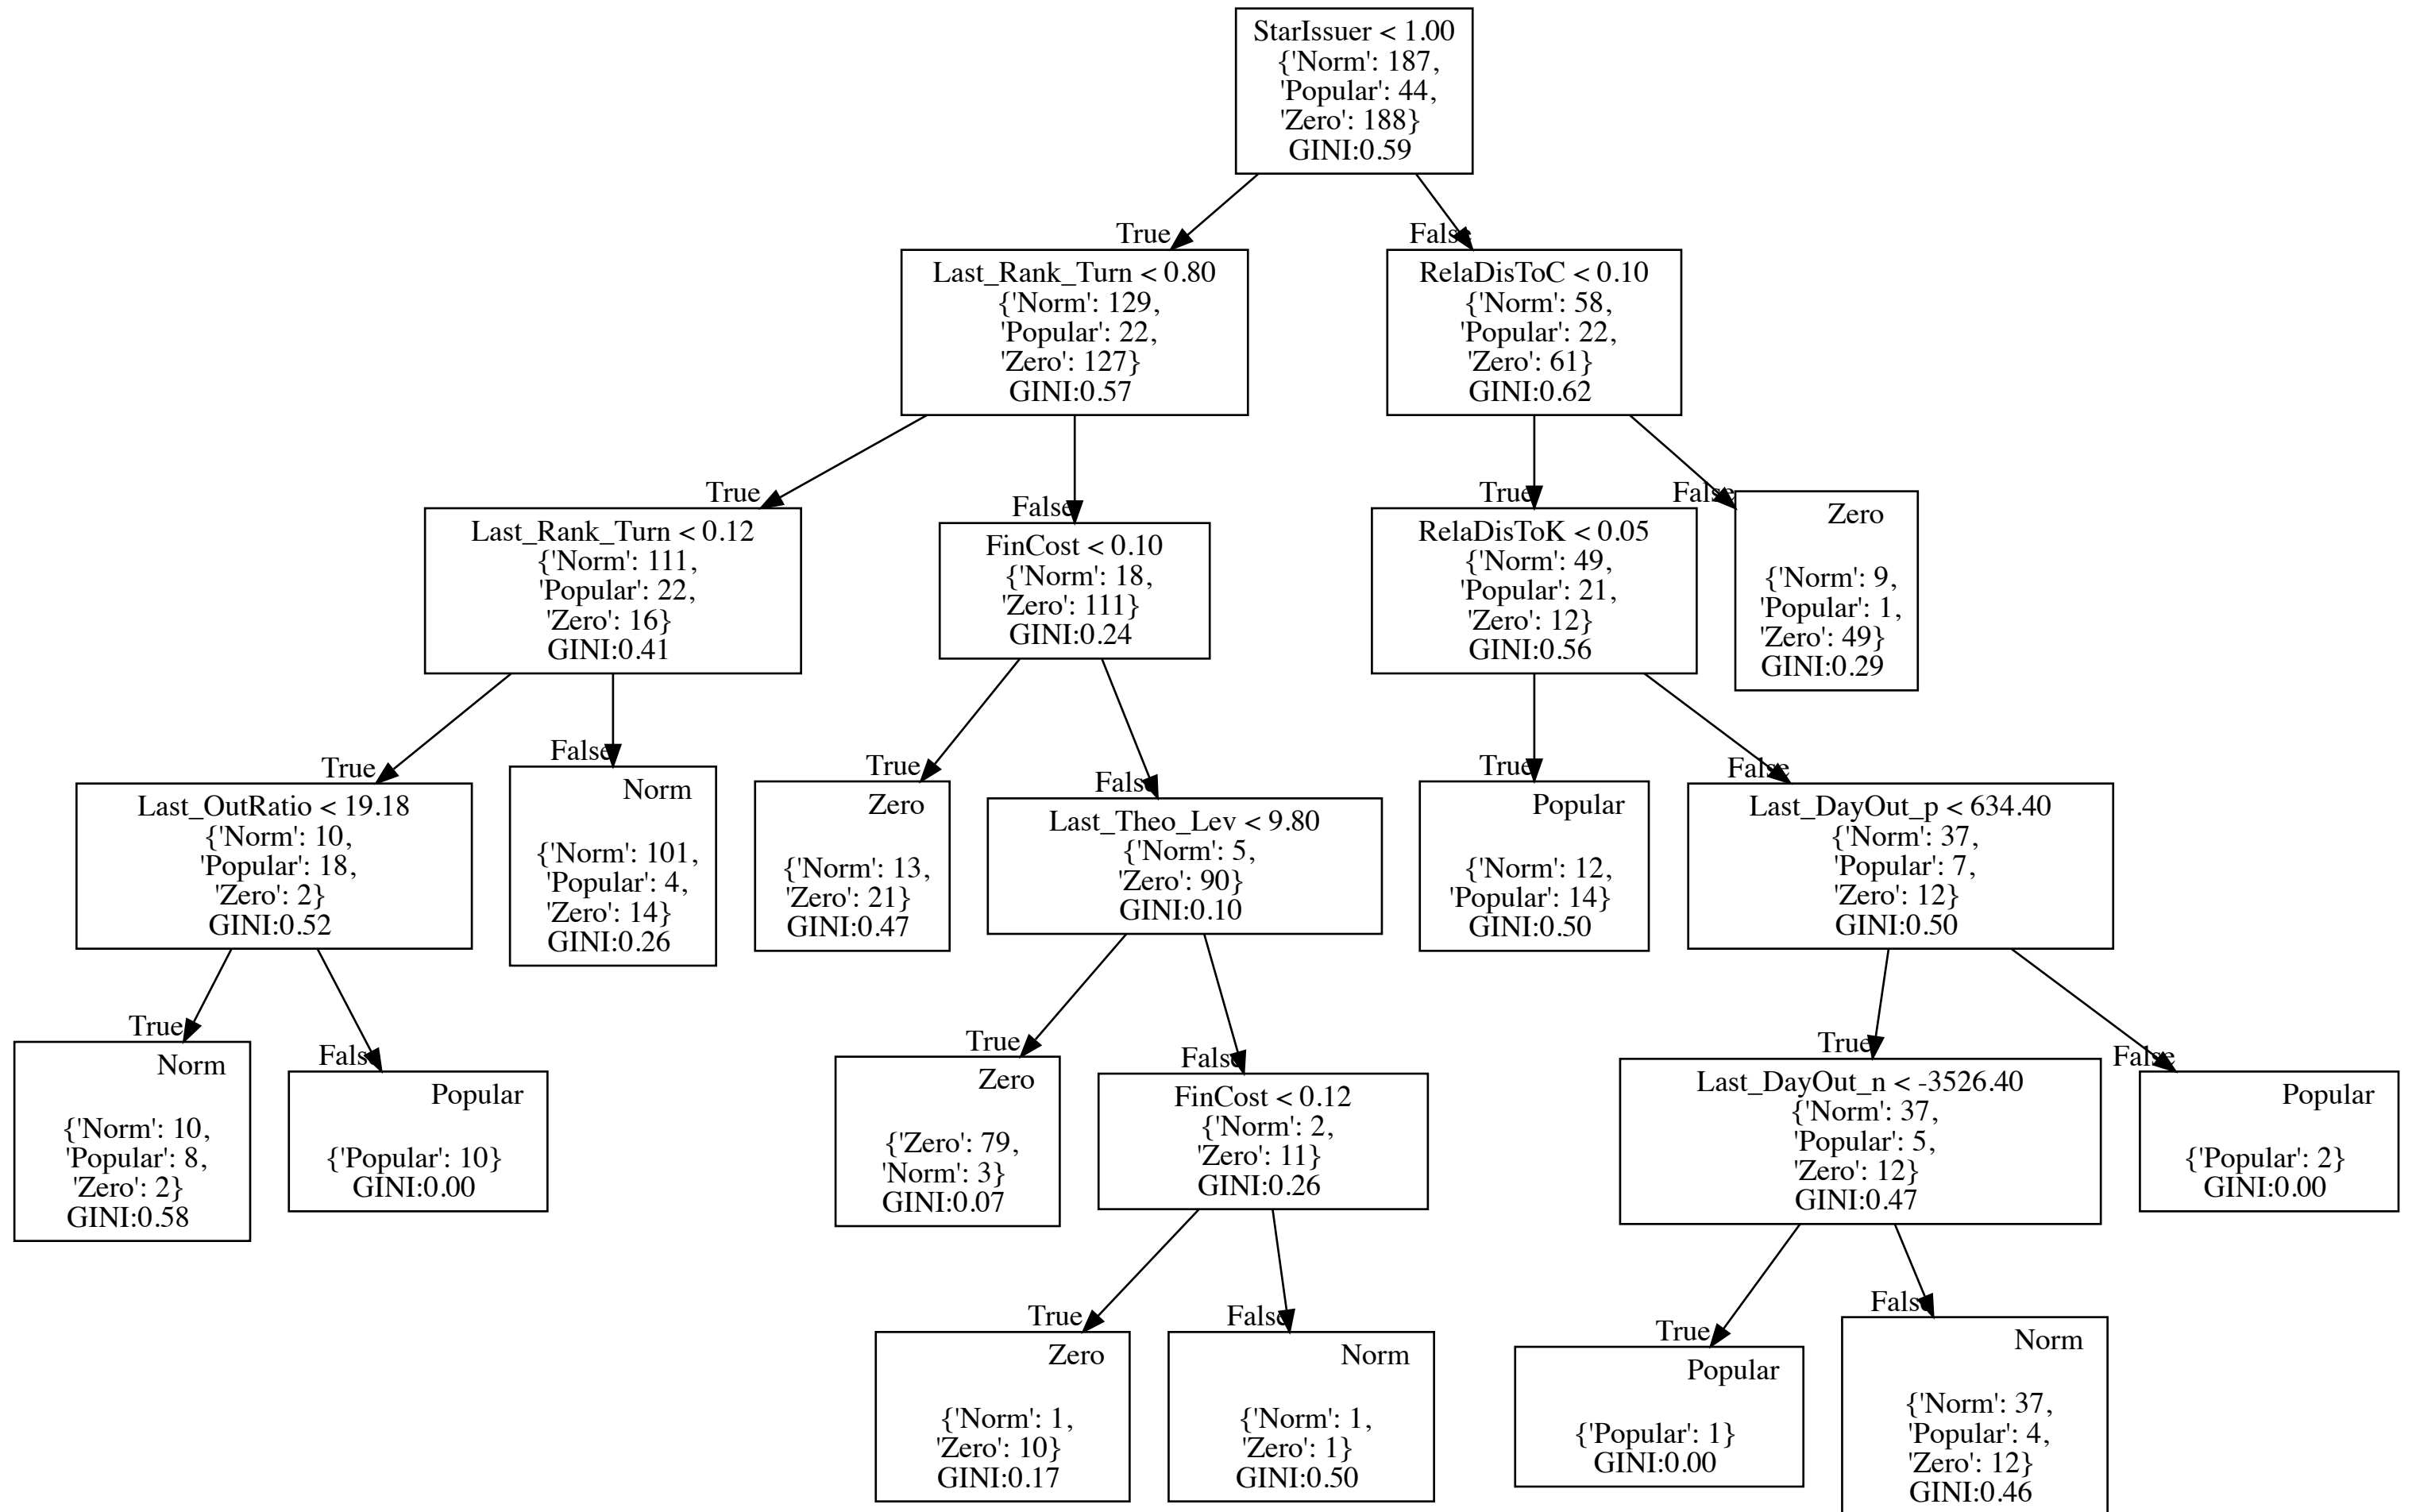 StarIssuer < 1.00
{'Norm': 187,
'Popular': 44,
'Zero': 188}
GINI:0.59
True
False
Last_Rank_Turn < 0.80
{'Norm': 129,
'Popular': 22,
'Zero': 127}
GINI:0.57
RelaDisToC < 0.10
{'Norm': 58,
'Popular': 22,
'Zero': 61}
GINI:0.62
True
False
True
False
Last_Rank_Turn < 0.12
{'Norm': 111,
'Popular': 22,
'Zero': 16}
GINI:0.41
FinCost < 0.10
{'Norm': 18,
'Zero': 111}
GINI:0.24
RelaDisToK < 0.05
{'Norm': 49,
'Popular': 21,
'Zero': 12}
GINI:0.56
Zero
{'Norm': 9,
'Popular': 1,
'Zero': 49}
GINI:0.29
True
False
True
False
True
False
Last_OutRatio < 19.18
{'Norm': 10,
'Popular': 18,
'Zero': 2}
GINI:0.52
Norm
{'Norm': 101,
'Popular': 4,
'Zero': 14}
GINI:0.26
Zero
{'Norm': 13,
'Zero': 21}
GINI:0.47
Last_Theo_Lev < 9.80
{'Norm': 5,
'Zero': 90}
GINI:0.10
Popular
{'Norm': 12,
'Popular': 14}
GINI:0.50
Last_DayOut_p < 634.40
{'Norm': 37,
'Popular': 7,
'Zero': 12}
GINI:0.50
True
False
True
False
True
False
Norm
{'Norm': 10,
'Popular': 8,
'Zero': 2}
GINI:0.58
Popular
{'Popular': 10}
GINI:0.00
Zero
{'Zero': 79,
'Norm': 3}
GINI:0.07
FinCost < 0.12
{'Norm': 2,
'Zero': 11}
GINI:0.26
Last_DayOut_n < -3526.40
{'Norm': 37,
'Popular': 5,
'Zero': 12}
GINI:0.47
Popular
{'Popular': 2}
GINI:0.00
True
False
True
False
Zero
{'Norm': 1,
'Zero': 10}
GINI:0.17
Norm
{'Norm': 1,
'Zero': 1}
GINI:0.50
Popular
{'Popular': 1}
GINI:0.00
Norm
{'Norm': 37,
'Popular': 4,
'Zero': 12}
GINI:0.46